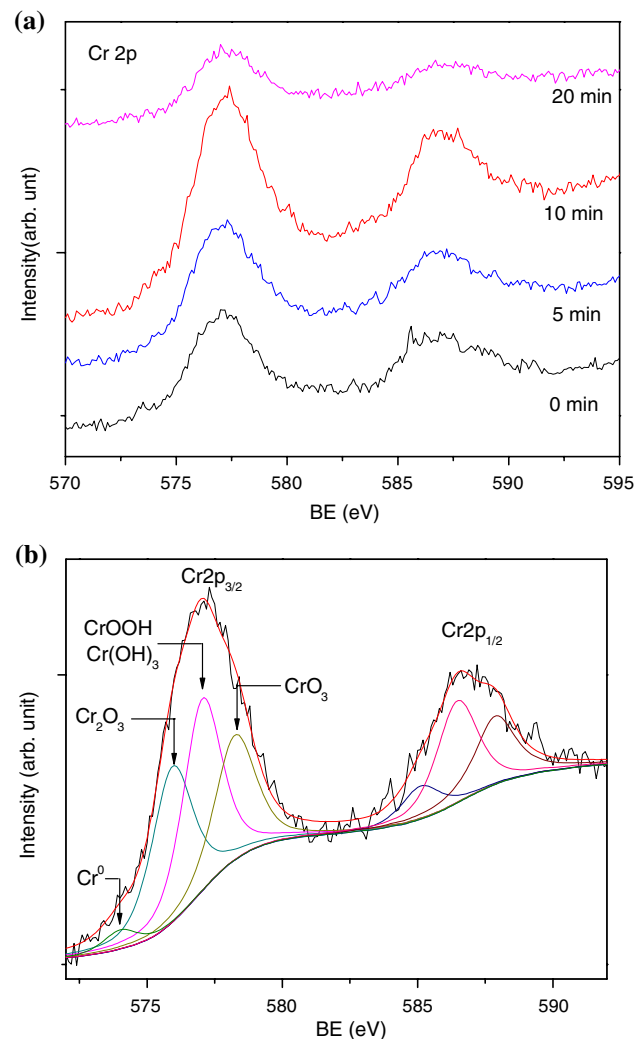 (a)
Cr 2p
20 min
10 min
5 min
0 min
Intensity(arb. unit)
570 575 580 585 590 595
BE (eV)
(b)
Cr2p3/2
CrOOH
Cr(OH)3
CrO3
Cr2O3
Cr0
Cr2p1/2
Intensity (arb. unit)
575 580 585 590
BE (eV)